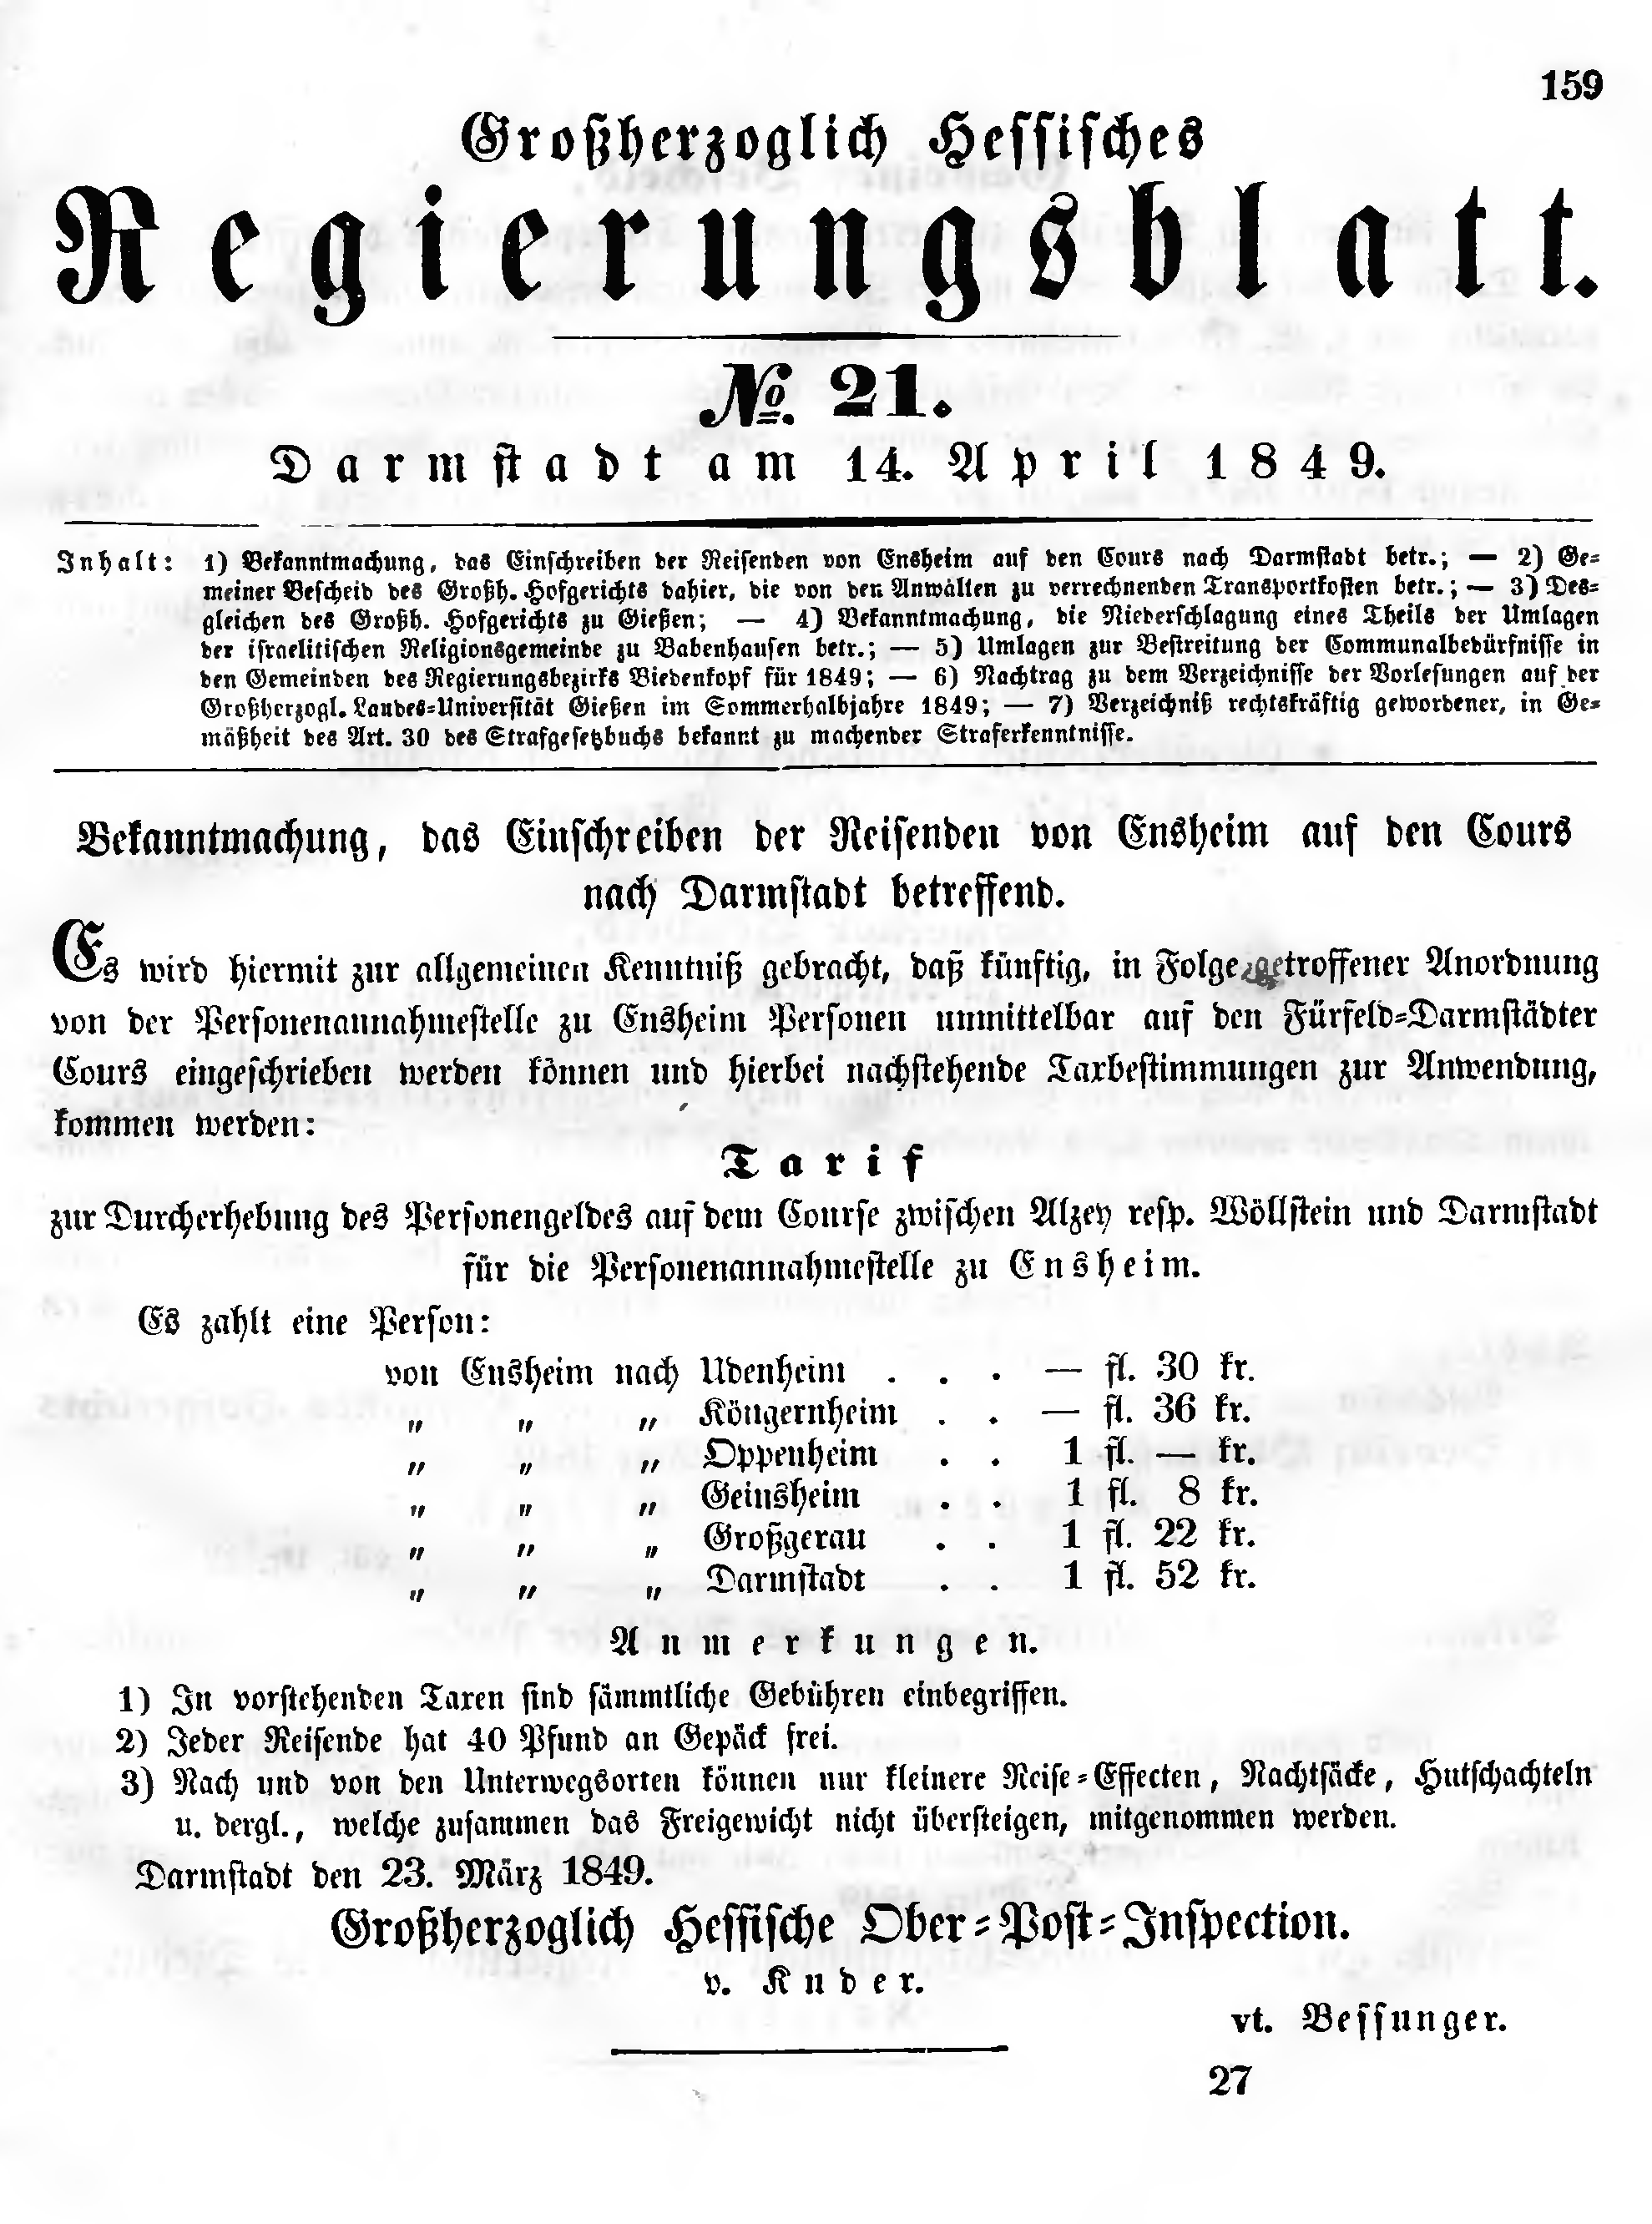 159
Großherzoglich Hessisches
Regierungsblatt.
№. 21.
Darmstadt am 14. April 1849.
Inhalt: 1) Bekanntmachung, das Einschreiben der Reisenden von Ensheim auf den Cours nach Darmstadt betr.; — 2) Ge=
meiner Bescheid des Großh. Hofgerichts dahier, die von den Anwälten zu verrechnenden Transportkosten betr.; — 3) Des=
gleichen des Großh. Hofgerichts zu Gießen; — 4) Bekanntmachung, die Niederschlagung eines Theils der Umlagen
der israelitischen Religionsgemeinde zu Babenhausen betr.; — 5) Umlagen zur Bestreitung der Communalbedürfnisse in
den Gemeinden des Regierungsbezirks Biedenkopf für 1849; — 6) Nachtrag zu dem Verzeichnisse der Vorlesungen auf der
Großherzogl. Landes=Universität Gießen im Sommerhalbjahre 1849; — 7) Verzeichniß rechtskräftig gewordener, in Ge=
mäßheit des Art. 30 des Strafgesetzbuchs bekannt zu machender Straferkenntnisse.
Bekanntmachung, das Einschreiben der Reisenden von Ensheim auf den Cours
nach Darmstadt betreffend.
Es wird hiermit zur allgemeinen Kenntniß gebracht, daß künftig, in Folge getroffener Anordnung
von der Personenannahmestelle zu Ensheim Personen unmittelbar auf den Fürfeld=Darmstädter
Cours eingeschrieben werden können und hierbei nachstehende Taxbestimmungen zur Anwendung,
kommen werden:
Tarif
zur Durcherhebung des Personengeldes auf dem Course zwischen Alzey resp. Wöllstein und Darmstadt
für die Personenannahmestelle zu Ensheim.
Es zahlt eine Person:
von Ensheim nach Udenheim . . . — fl. 30 kr.
„ „ „ Köngernheim . . — fl. 36 kr.
„ „ „ Oppenheim . . 1 fl. — kr.
„ „ „ Geinsheim . . 1 fl. 8 kr.
„ „ „ Großgerau . . 1 fl. 22 kr.
„ „ „ Darmstadt . . 1 fl. 52 kr.
Anmerkungen.
1) In vorstehenden Taxen sind sämmtliche Gebühren einbegriffen.
2) Jeder Reisende hat 40 Pfund an Gepäck frei.
3) Nach und von den Unterwegsorten können nur kleinere Reise=Effecten, Nachtsäcke, Hutschachteln
u. dergl., welche zusammen das Freigewicht nicht übersteigen, mitgenommen werden.
Darmstadt den 23. März 1849.
Großherzoglich Hessische Ober=Post=Inspection.
v. Kuder.
vt. Bessunger.
27